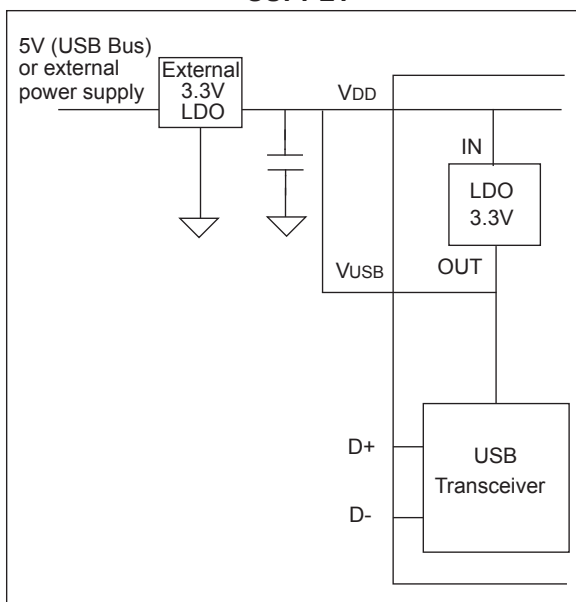 5V (USB Bus)
or external
power supply
External
3.3V
LDO
VDD
IN
LDO
3.3V
OUT
VUSB
D+
D-
USB
Transceiver